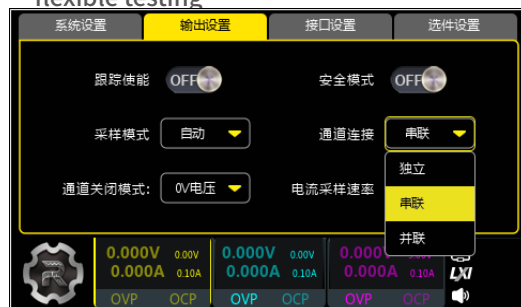 flexible testing
系统设置 输出设置 接口设置 选件设置
跟踪使能 OFF 安全模式 OFF
采样模式 自动 通道连接 串联
独立
通道关闭模式: 0V电压 电流采样速率
串联
并联
0.000V 0.00V 0.000V 0.00V 0.000V 0.00V
0.000A 0.10A 0.000A 0.10A 0.000A 0.10A LXI
OVP OCP OVP OCP OVP OCP